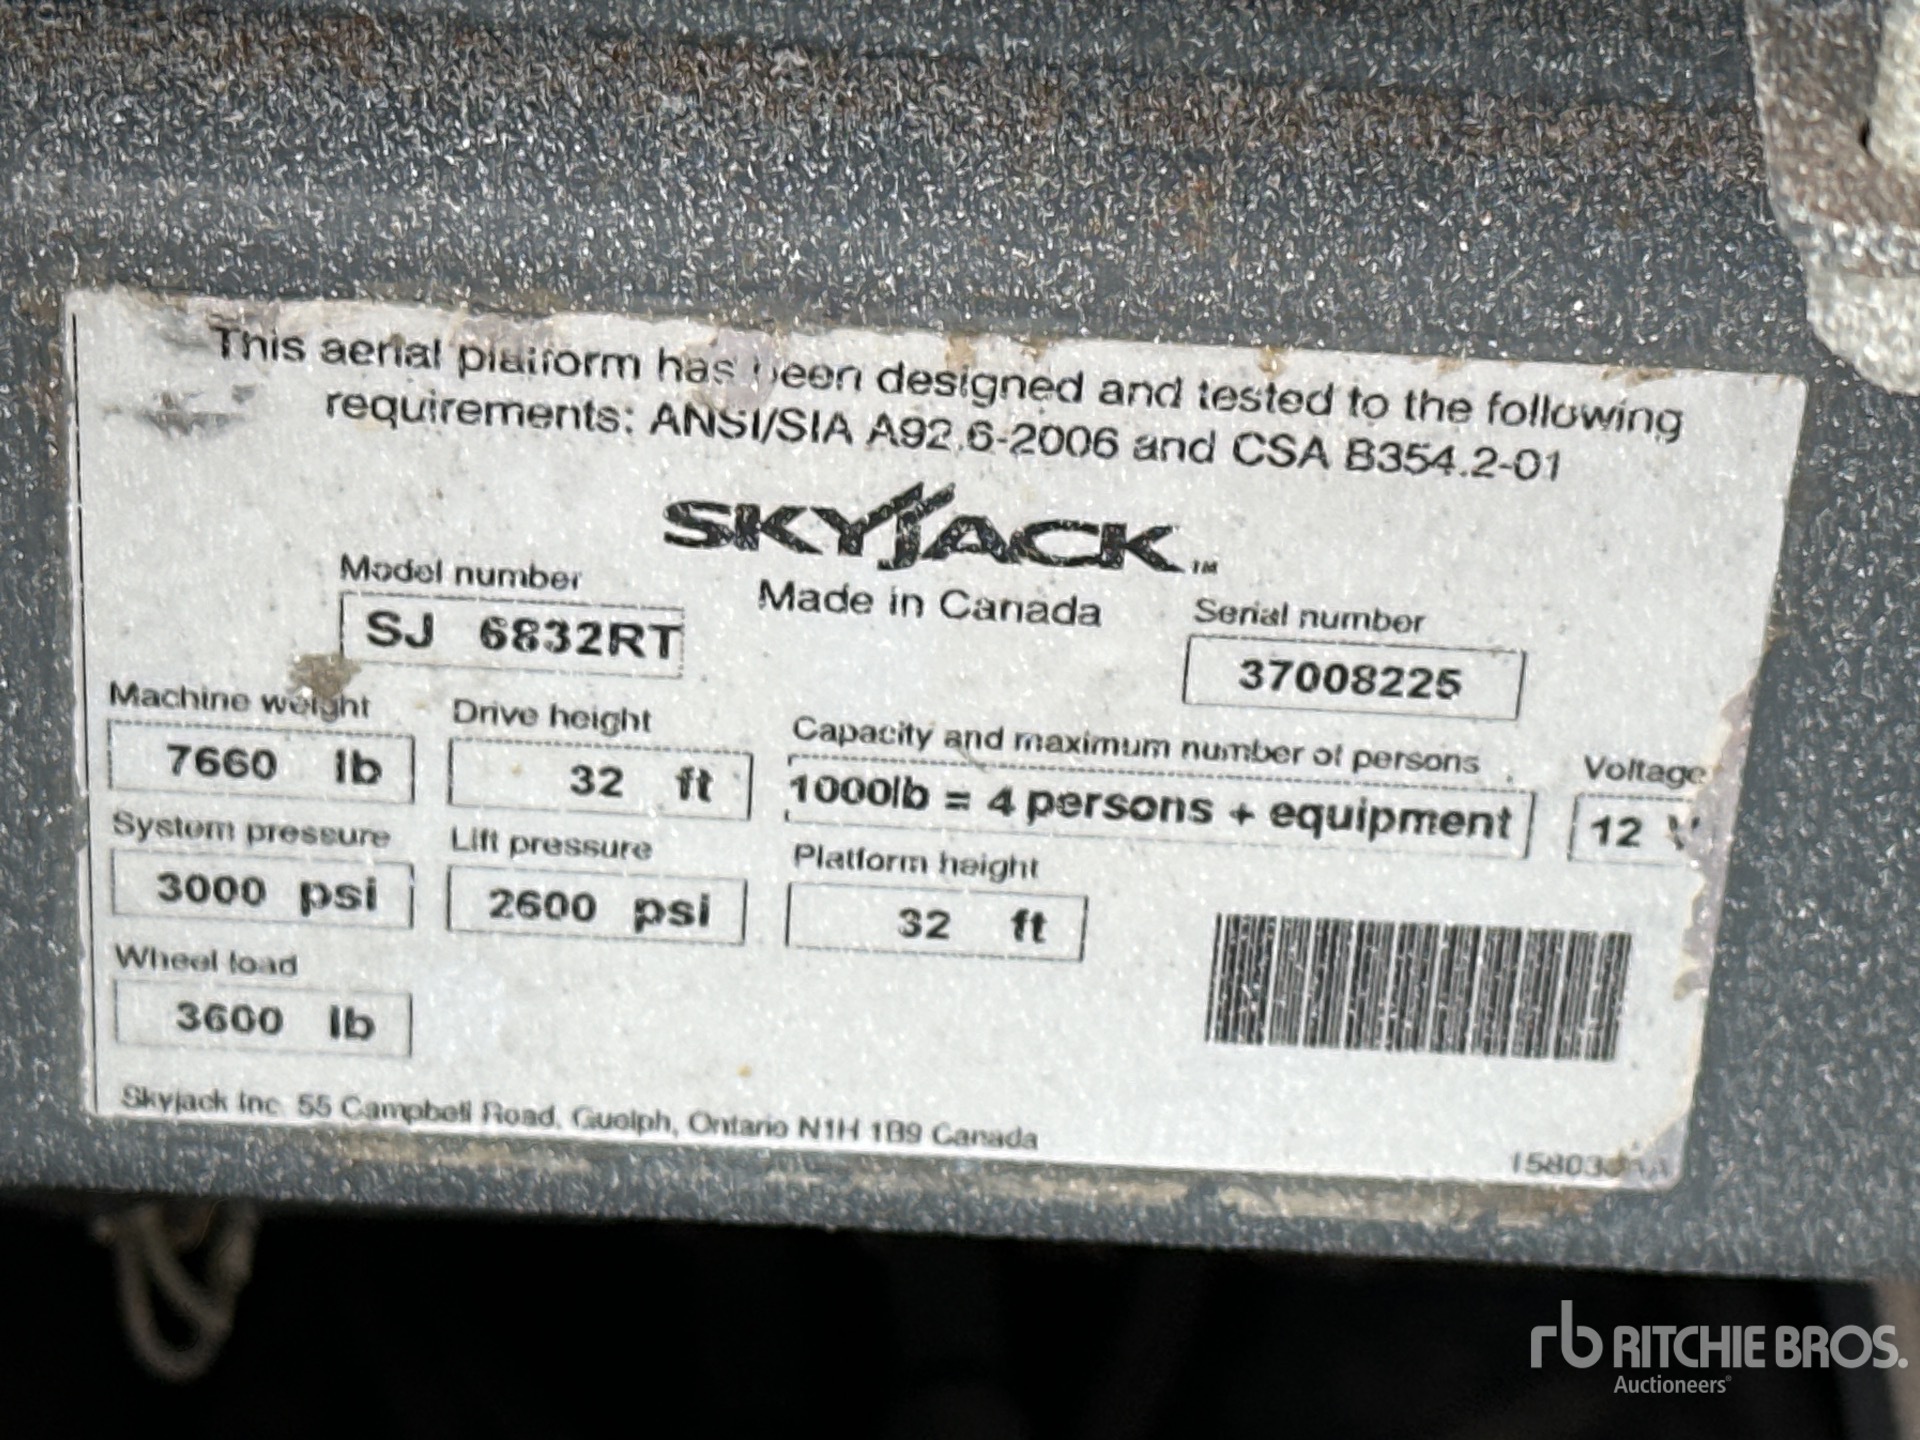 This aerial platform has been designed and tested to the following
requirements: ANSI/SIA A92.6-2006 and CSA B354.2-01
SKYJACK™
Made in Canada
Model number
SJ 6832RT
Serial number
37008225
Machine weight
7660 lb
Drive height
32 ft
Capacity and maximum number of persons
1000lb = 4 persons + equipment
Voltage
12 V
System pressure
3000 psi
Lift pressure
2600 psi
Platform height
32 ft
Wheel load
3600 lb
Skyjack Inc. 55 Campbell Road, Guelph, Ontario N1H 1B9 Canada
rb RITCHIE BROS.
Auctioneers®